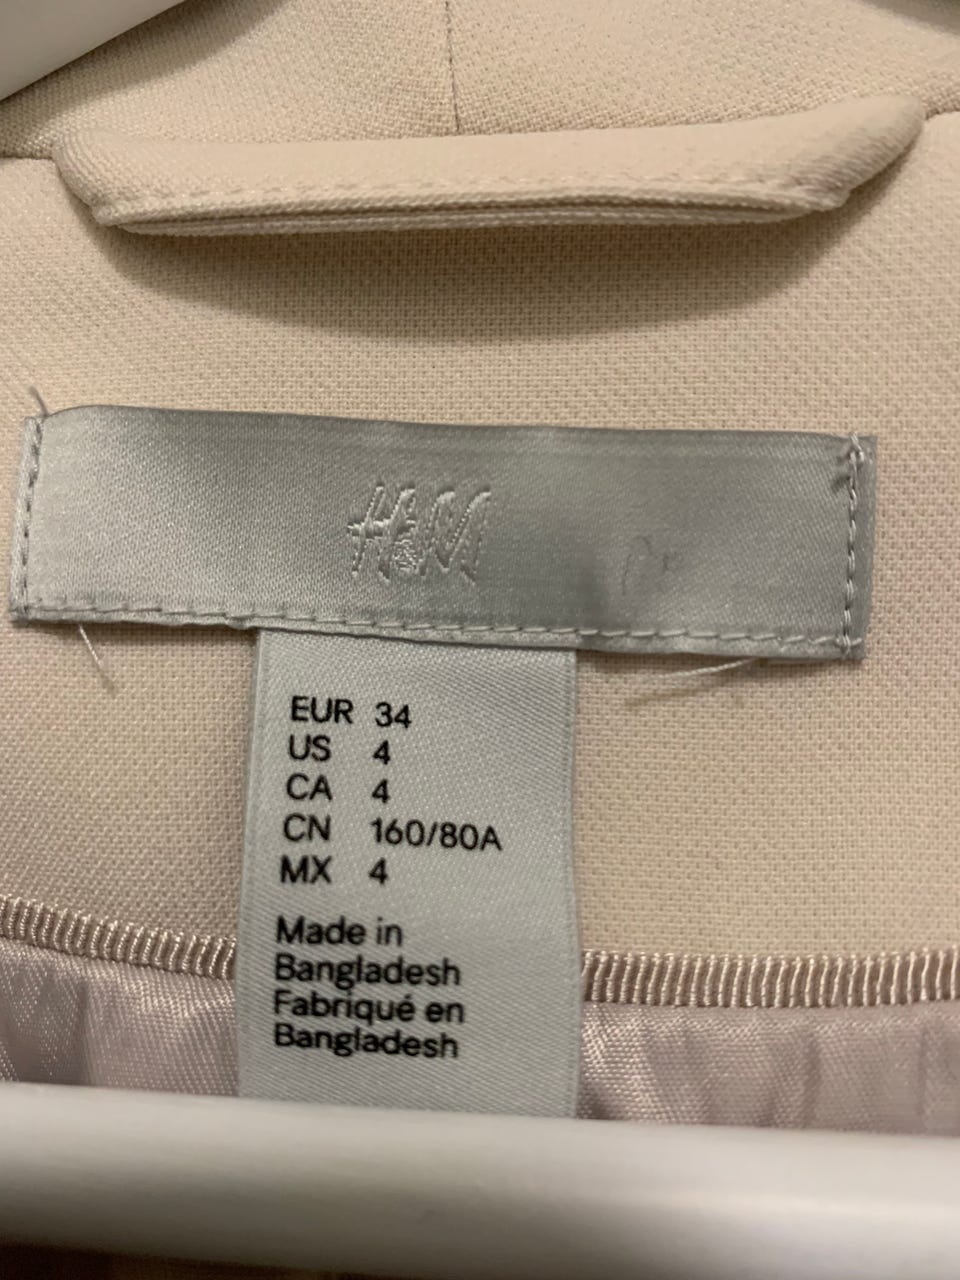 H&M
EUR 34
US 4
CA 4
CN 160/80A
MX 4
Made in
Bangladesh
Fabriqué en
Bangladesh